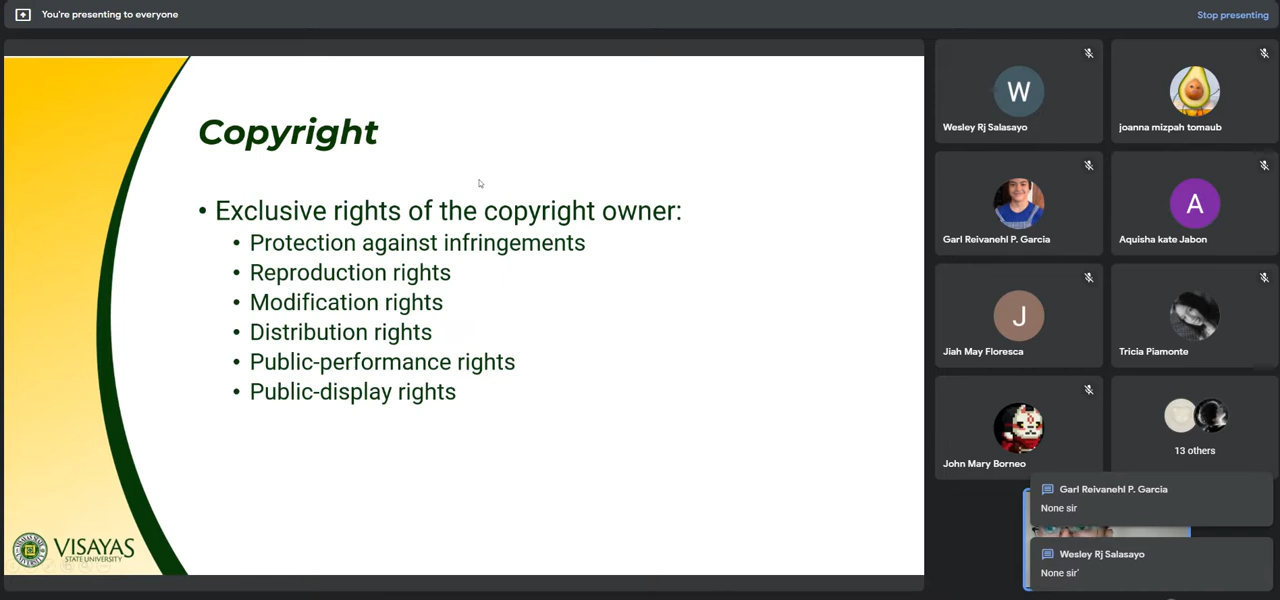 You're presenting to everyone
Stop presenting
Copyright
• Exclusive rights of the copyright owner:
• Protection against infringements
• Reproduction rights
• Modification rights
• Distribution rights
• Public-performance rights
• Public-display rights
VISAYAS
STATE UNIVERSITY
W
Wesley Rj Salasayo
joanna mizpah tomaub
Garl Reivanehl P. Garcia
A
Aquisha kate Jabon
J
Jiah May Floresca
Tricia Piamonte
John Mary Borneo
13 others
Garl Reivanehl P. Garcia
None sir
Wesley Rj Salasayo
None sir'